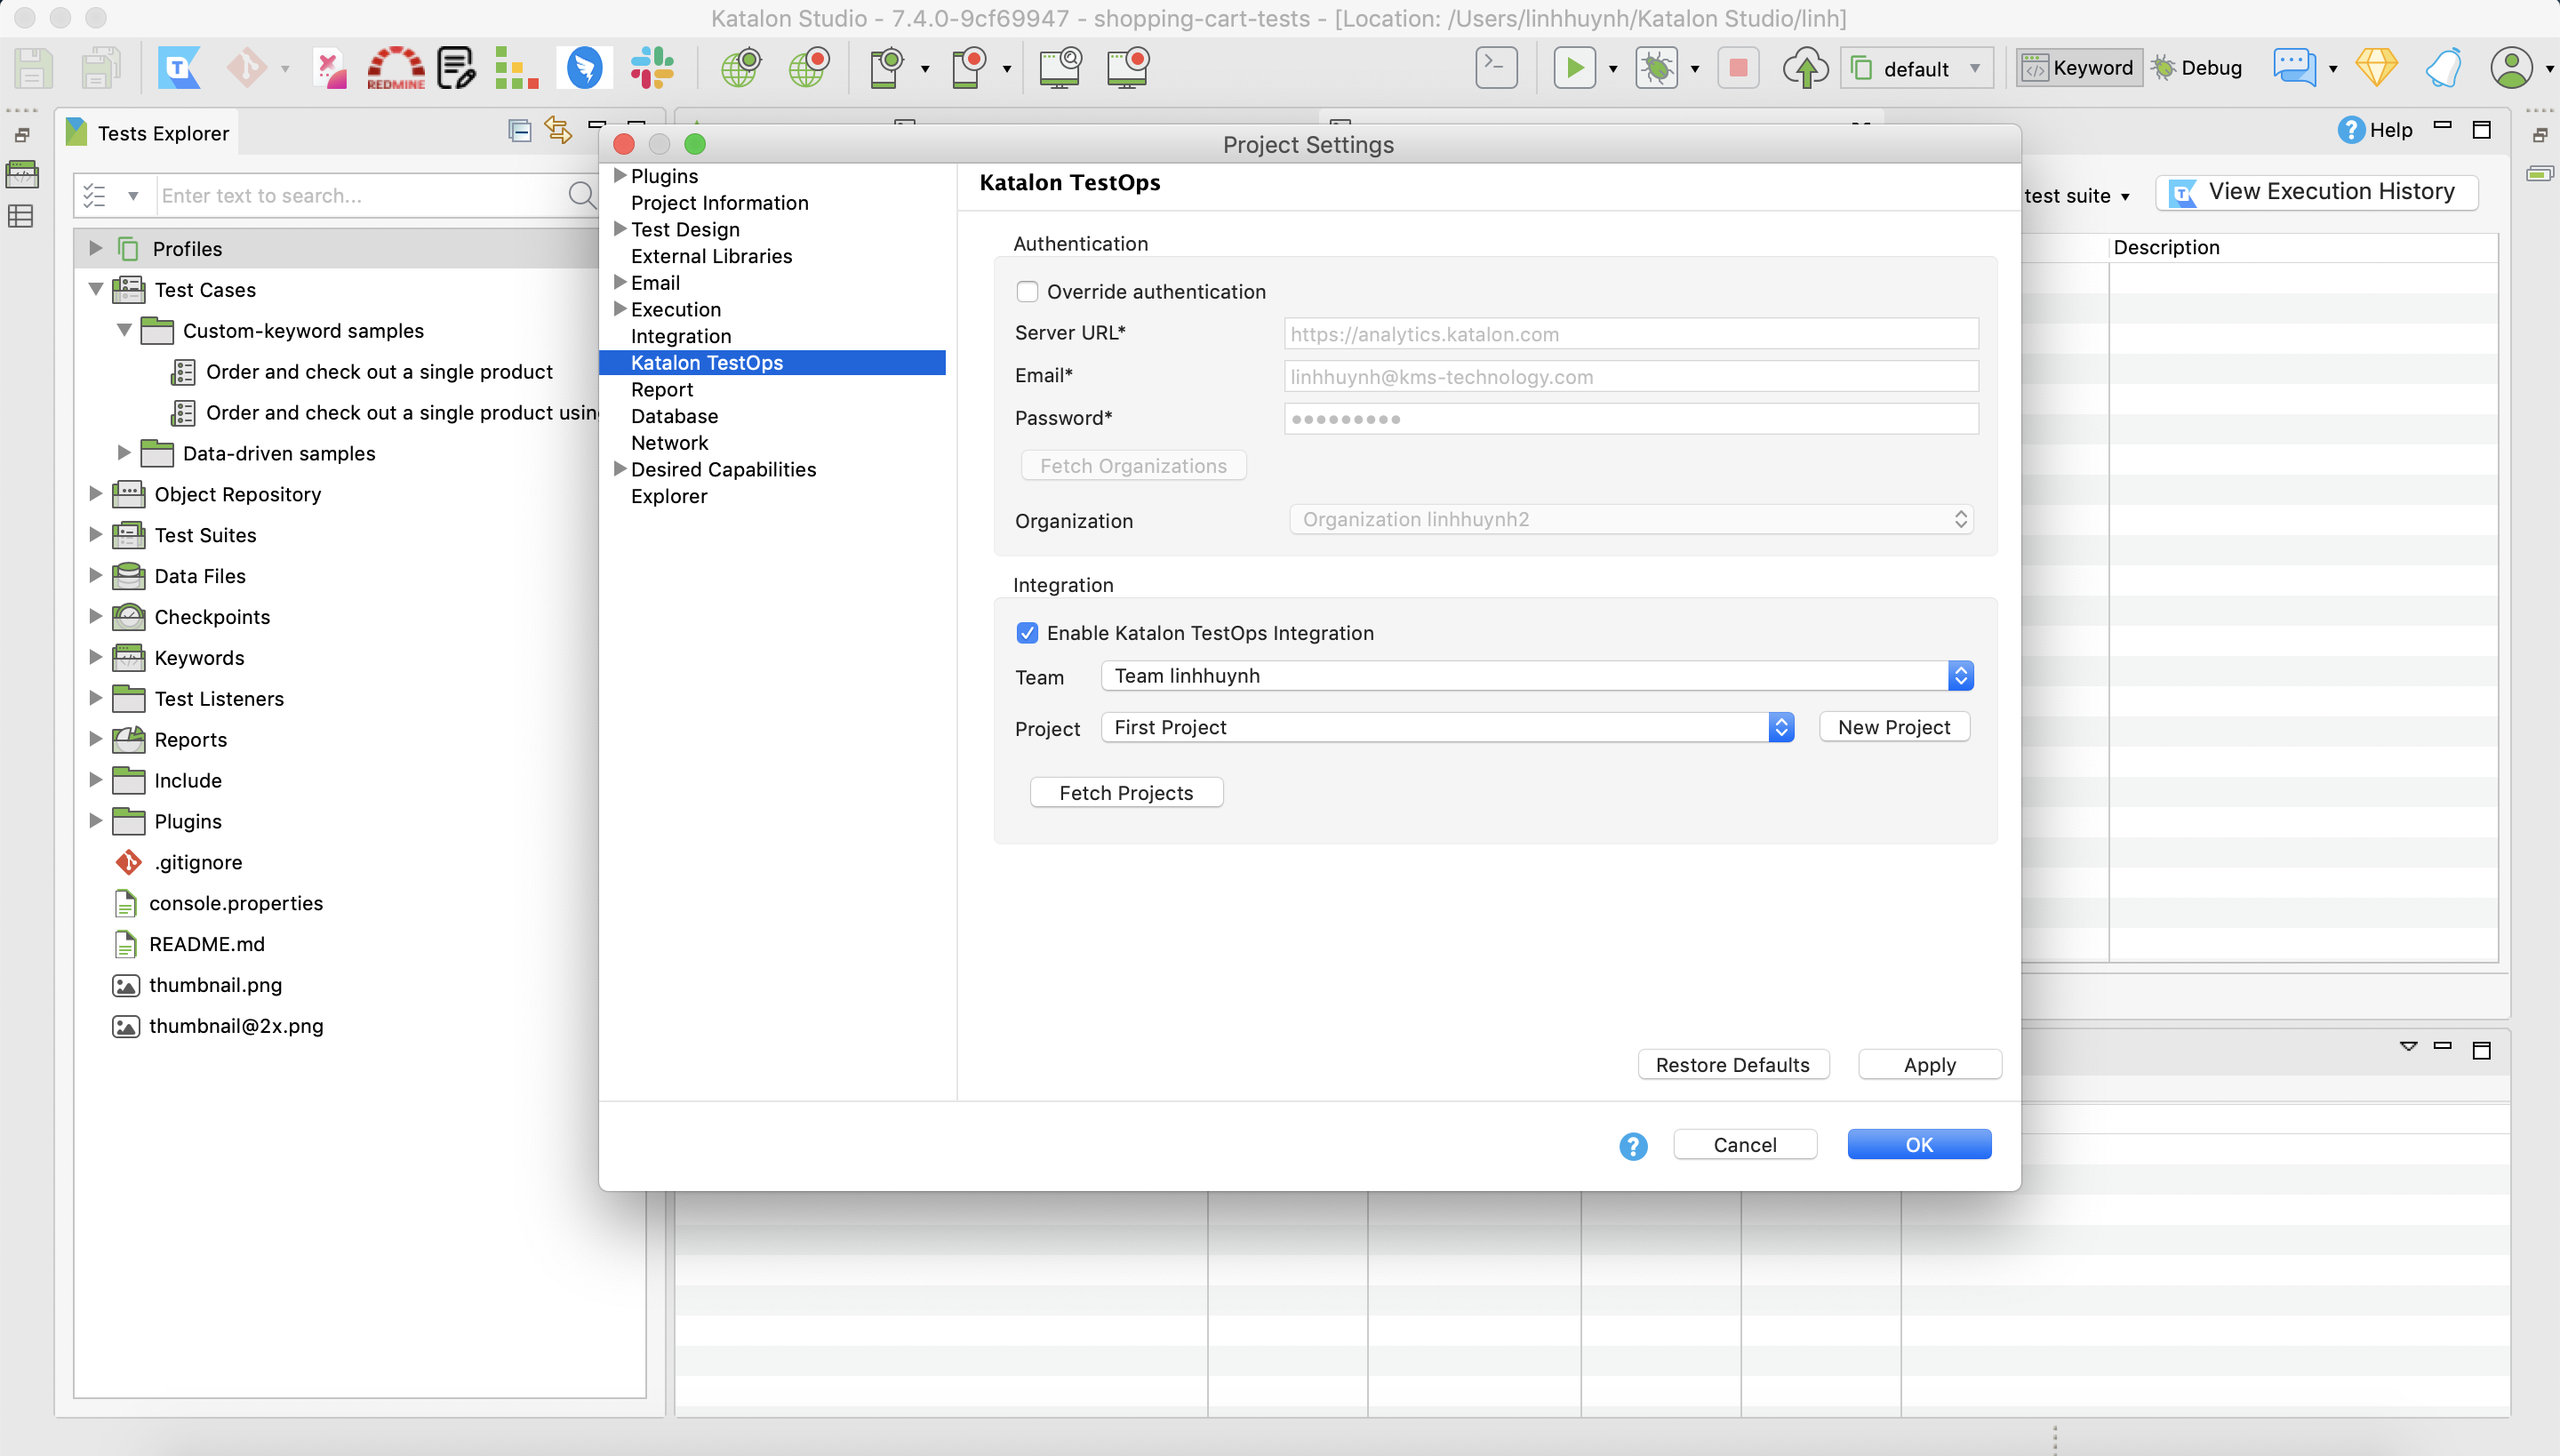 Katalon Studio - 7.4.0-9cf69947 - shopping-cart-tests - [Location: /Users/linhhuynh/Katalon Studio/linh]
T
REDMINE
default
Keyword
Debug
Tests Explorer
Help
Enter text to search...
test suite
View Execution History
Description
Profiles
Test Cases
Custom-keyword samples
Order and check out a single product
Order and check out a single product using
Data-driven samples
Object Repository
Test Suites
Data Files
Checkpoints
Keywords
Test Listeners
Reports
Include
Plugins
.gitignore
console.properties
README.md
thumbnail.png
thumbnail@2x.png
Project Settings
Plugins
Project Information
Test Design
External Libraries
Email
Execution
Integration
Katalon TestOps
Report
Database
Network
Desired Capabilities
Explorer
Katalon TestOps
Authentication
Override authentication
Server URL* https://analytics.katalon.com
Email* linhhuynh@kms-technology.com
Password*
Fetch Organizations
Organization Organization linhhuynh2
Integration
Enable Katalon TestOps Integration
Team Team linhhuynh
Project First Project New Project
Fetch Projects
Restore Defaults Apply
? Cancel OK